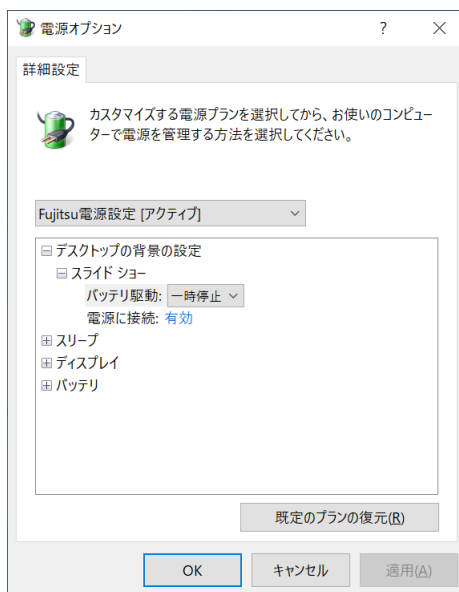 電源オプション
詳細設定
カスタマイズする電源プランを選択してから、お使いのコンピュー
ターで電源を管理する方法を選択してください。
Fujitsu電源設定 [アクティブ]
デスクトップの背景の設定
スライド ショー
バッテリ駆動: 一時停止
電源に接続: 有効
スリープ
ディスプレイ
バッテリ
既定のプランの復元(R)
OK キャンセル 適用(A)